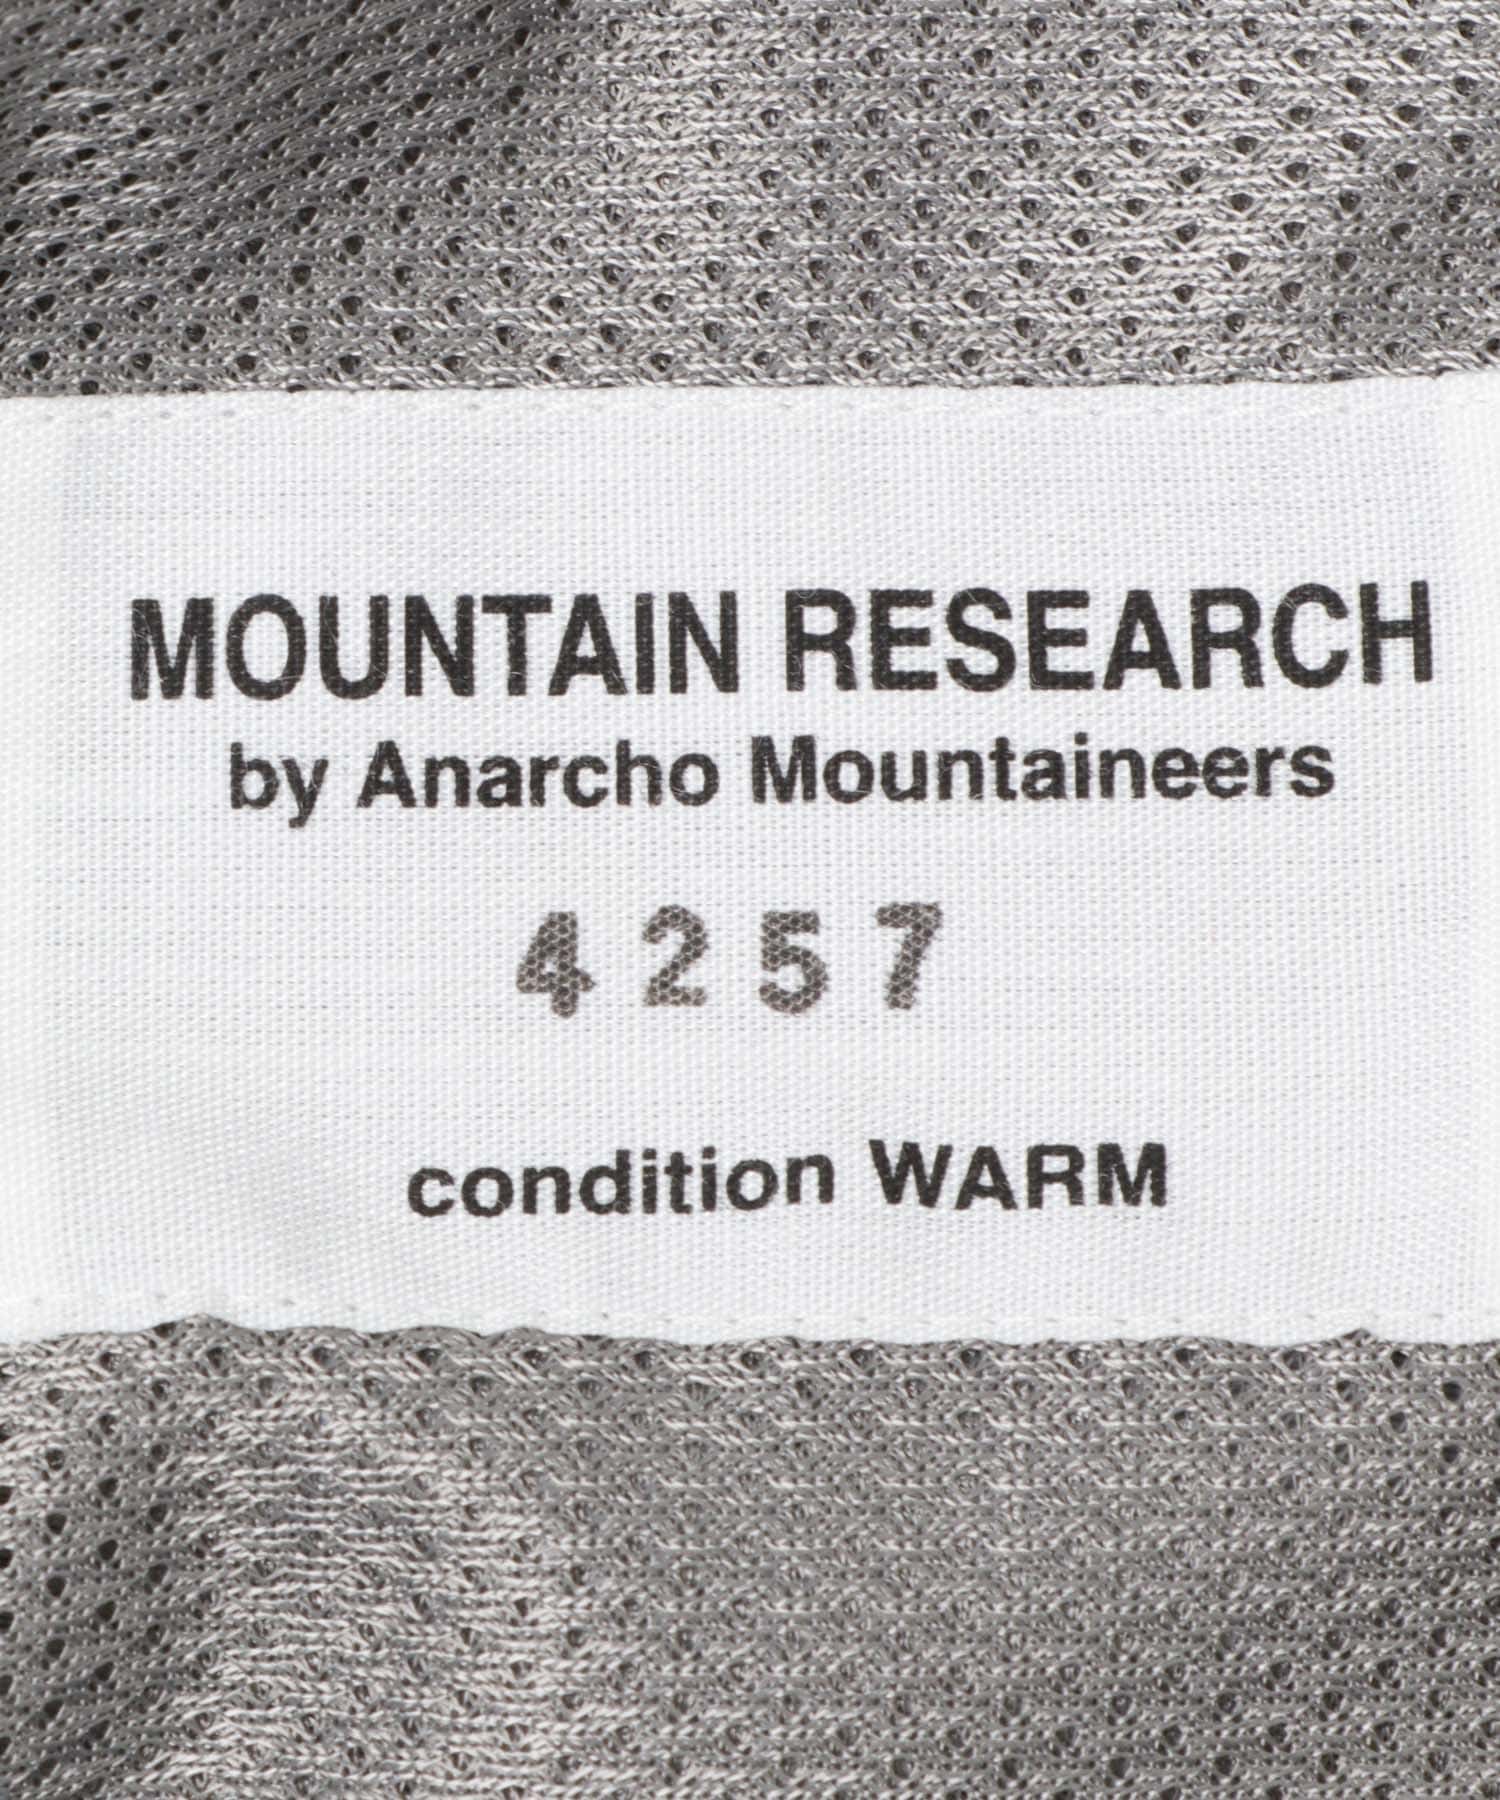 MOUNTAIN RESEARCH
by Anarcho Mountaineers
4257
condition WARM